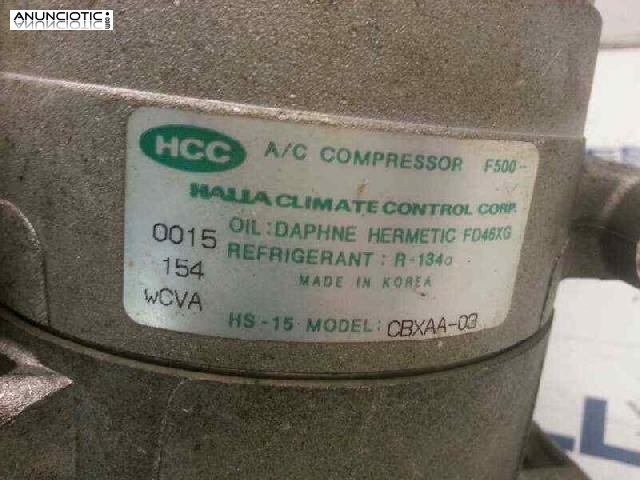 ANUNCIOTIC.com
HCC A/C COMPRESSOR F500-
HALLA CLIMATE CONTROL CORP.
OIL : DAPHNE HERMETIC FD46XG
REFRIGERANT : R-134a
MADE IN KOREA
0015
154
wCVA
HS-15 MODEL: CBXAA-03